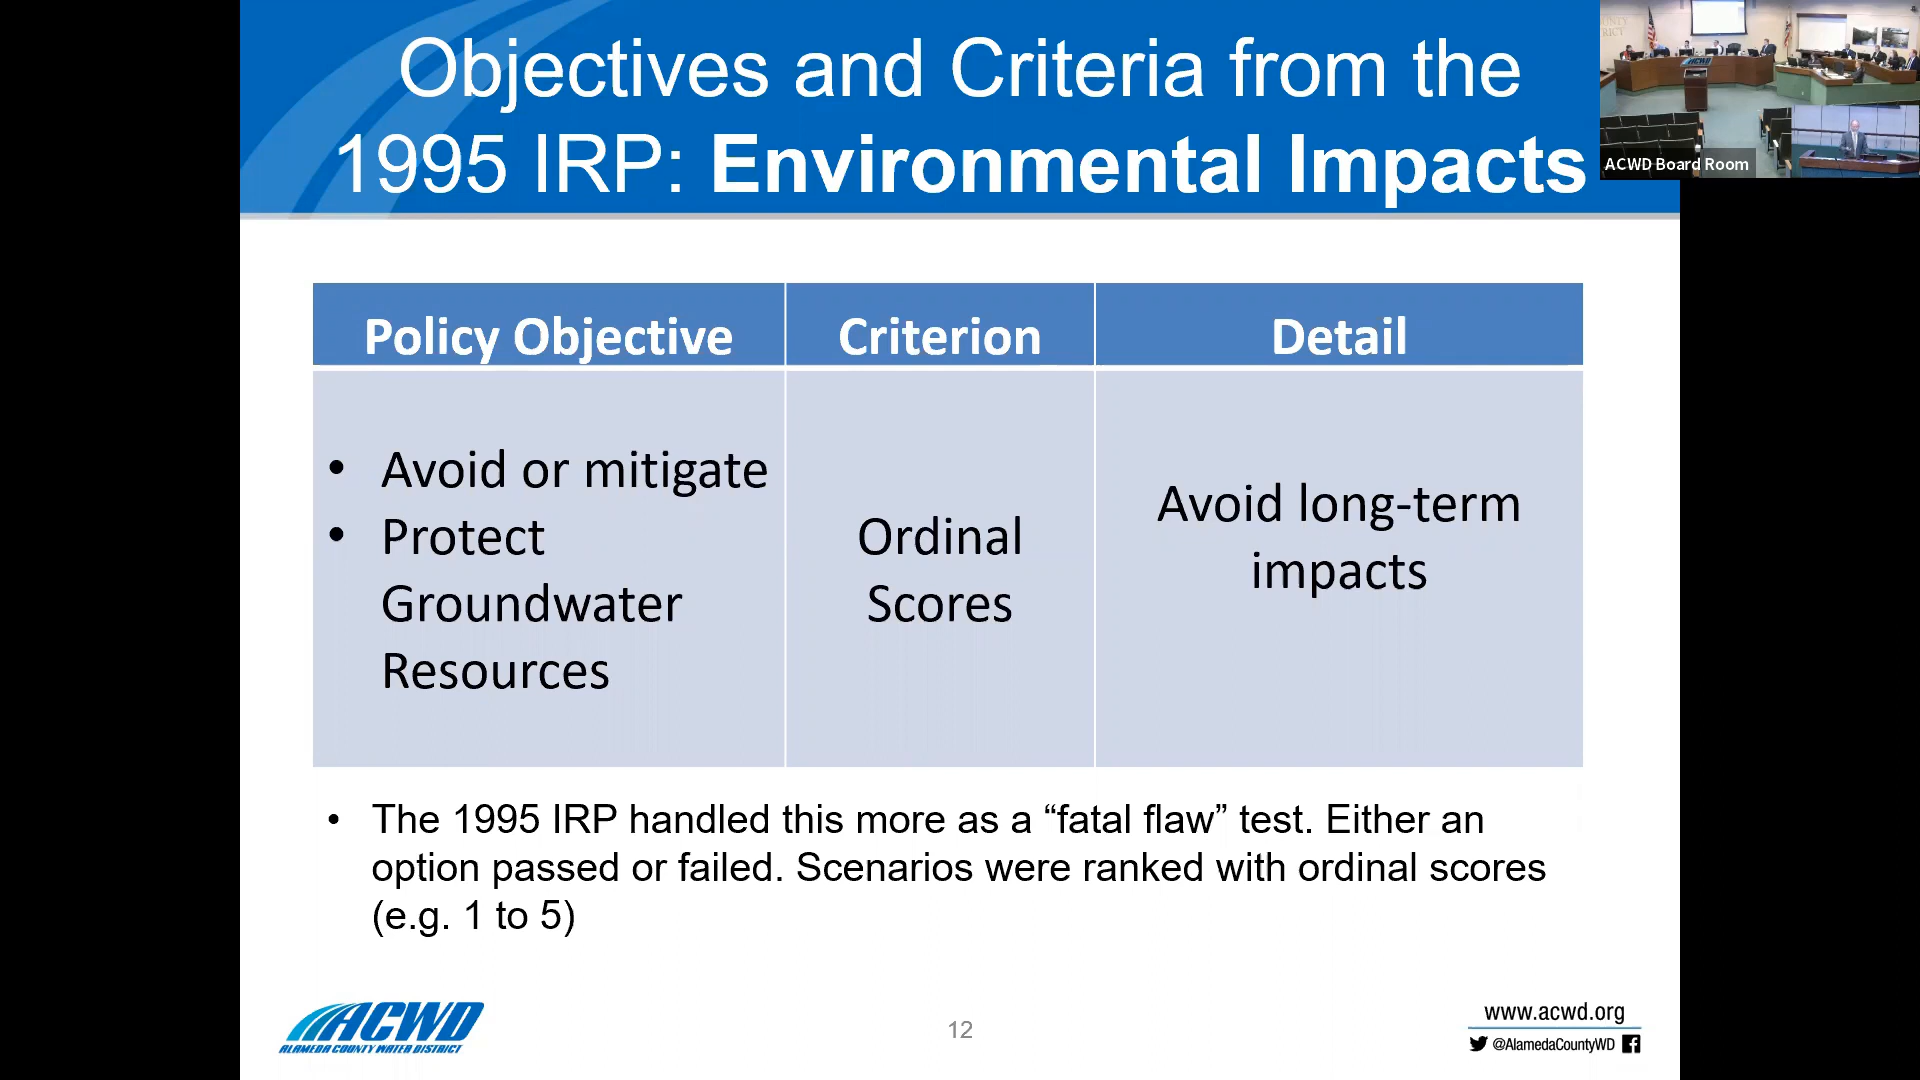 Objectives and Criteria from the
1995 IRP: Environmental Impacts
ACWD Board Room
Policy Objective
Criterion
Detail
• Avoid or mitigate
• Protect
Groundwater
Resources
Ordinal
Scores
Avoid long-term
impacts
• The 1995 IRP handled this more as a “fatal flaw” test. Either an
option passed or failed. Scenarios were ranked with ordinal scores
(e.g. 1 to 5)
ACWD
ALAMEDA COUNTY WATER DISTRICT
12
www.acwd.org
@AlamedaCountyWD